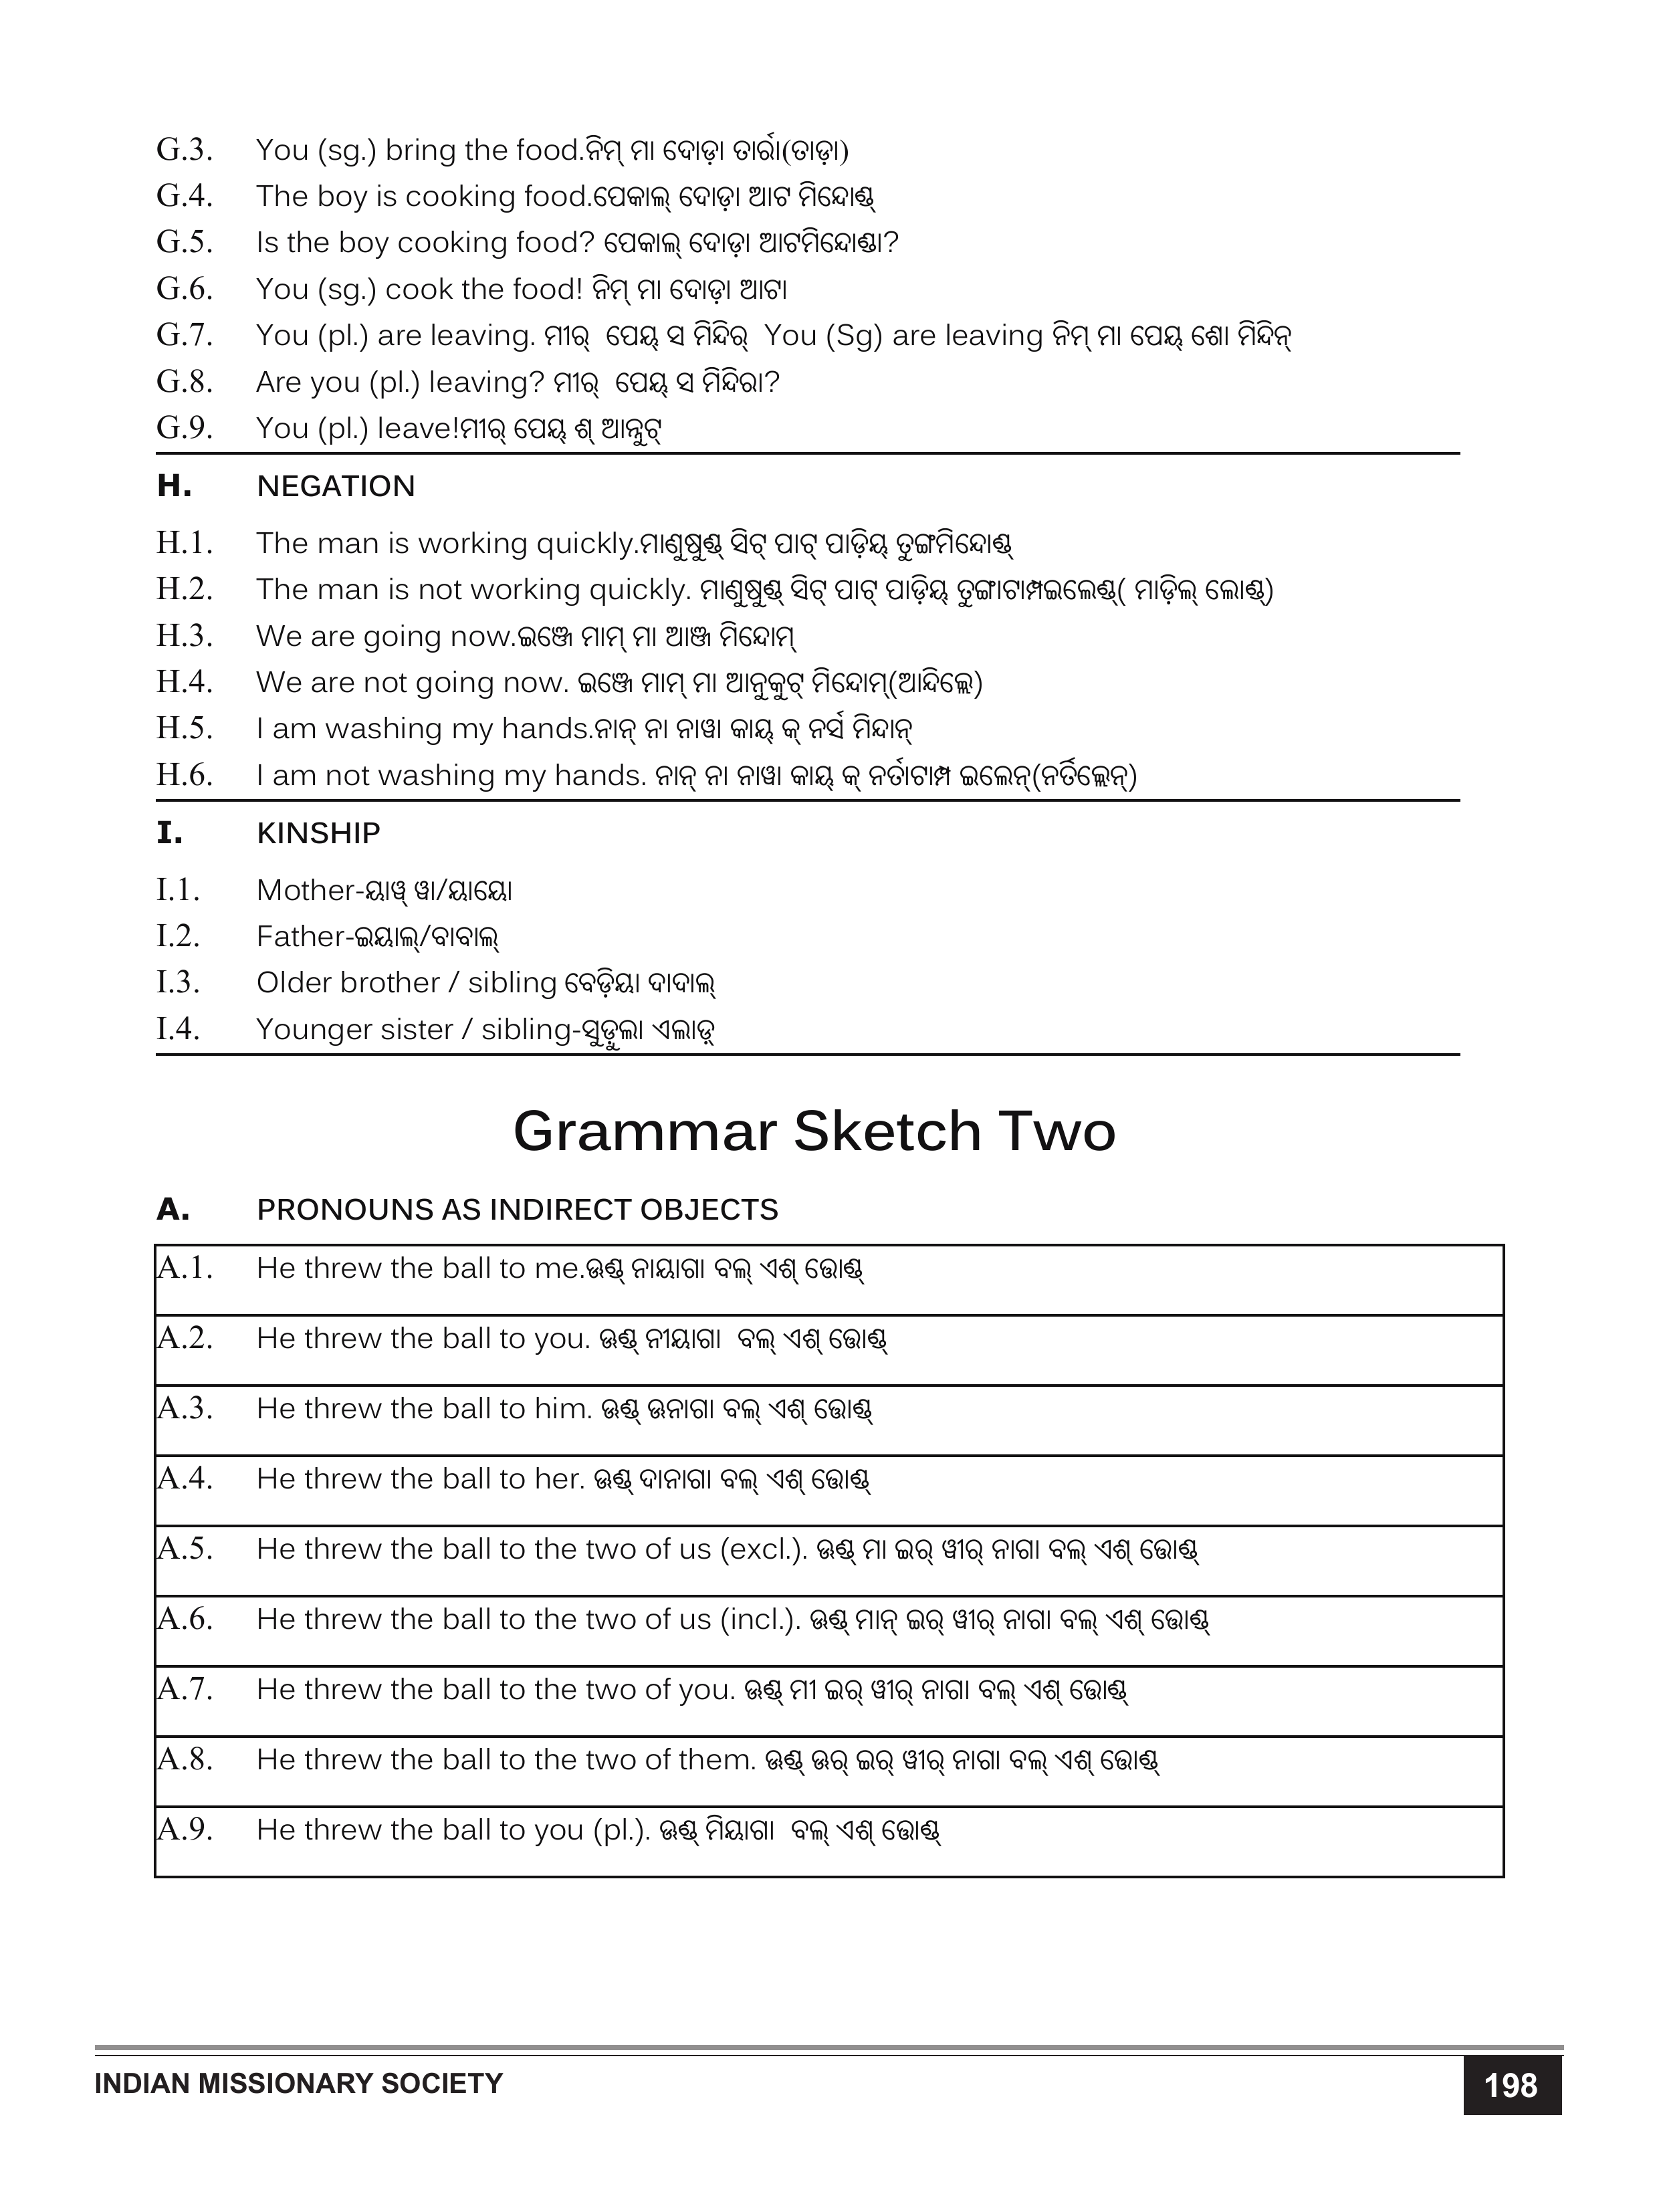 G.3. You (sg.) bring the food.ନିମ୍ ମା ଦୋଡ଼ା ତାର୍ରା(ତାଡ଼ା)
G.4. The boy is cooking food.ପେକାଲ୍ ଦୋଡ଼ା ଆଟ ମିନ୍ଦୋଣ୍ଡ୍
G.5. Is the boy cooking food? ପେକାଲ୍ ଦୋଡ଼ା ଆଟମିନ୍ଦୋଣ୍ଡା?
G.6. You (sg.) cook the food! ନିମ୍ ମା ଦୋଡ଼ା ଆଟା
G.7. You (pl.) are leaving. ମୀର୍ ପେୟ୍ ସ ମିନ୍ଦିର୍ You (Sg) are leaving ନିମ୍ ମା ପେୟ୍ ଶୋ ମିନ୍ଦିନ୍
G.8. Are you (pl.) leaving? ମୀର୍ ପେୟ୍ ସ ମିନ୍ଦିରା?
G.9. You (pl.) leave!ମୀର୍ ପେୟ୍ ଶ୍ ଆନ୍ନୁଟ୍
H. NEGATION
H.1. The man is working quickly.ମାଣୁଷୁଣ୍ଡ୍ ସିଟ୍ ପାଟ୍ ପାଡ଼ିୟ୍ ତୁଙ୍ଗମିନ୍ଦୋଣ୍ଡ୍
H.2. The man is not working quickly. ମାଣୁଷୁଣ୍ଡ୍ ସିଟ୍ ପାଟ୍ ପାଡ଼ିୟ୍ ତୁଙ୍ଗାଟାମ୍ପଇଲେଣ୍ଡ୍( ମାଡ଼ିଲ୍ ଲୋଣ୍ଡ୍)
H.3. We are going now.ଇଞ୍ଜେ ମାମ୍ ମା ଆଞ୍ଜ ମିନ୍ଦୋମ୍
H.4. We are not going now. ଇଞ୍ଜେ ମାମ୍ ମା ଆନୁକୁଟ୍ ମିନ୍ଦୋମ୍(ଆନ୍ଦିଲ୍ଲେ)
H.5. I am washing my hands.ନାନ୍ ନା ନାୱା କାୟ୍ କ୍ ନର୍ସ ମିନ୍ଦାନ୍
H.6. I am not washing my hands. ନାନ୍ ନା ନାୱା କାୟ୍ କ୍ ନର୍ତାଟାମ୍ପ ଇଲେନ୍(ନର୍ତିଲ୍ଲେନ୍)
I. KINSHIP
I.1. Mother-ୟାୱ୍ ୱା/ୟାୟୋ
I.2. Father-ଇୟାଲ୍/ବାବାଲ୍
I.3. Older brother / sibling ବେଡ଼ିୟା ଦାଦାଲ୍
I.4. Younger sister / sibling-ସୁଡ଼ୁଲା ଏଲାଡ଼୍
Grammar Sketch Two
A. PRONOUNS AS INDIRECT OBJECTS
A.1. He threw the ball to me.ଊଣ୍ଡ୍ ନାୟାଗା ବଲ୍ ଏଶ୍ ତ୍ତୋଣ୍ଡ୍
A.2. He threw the ball to you. ଊଣ୍ଡ୍ ନୀୟାଗା ବଲ୍ ଏଶ୍ ତ୍ତୋଣ୍ଡ୍
A.3. He threw the ball to him. ଊଣ୍ଡ୍ ଊନାଗା ବଲ୍ ଏଶ୍ ତ୍ତୋଣ୍ଡ୍
A.4. He threw the ball to her. ଊଣ୍ଡ୍ ଦାନାଗା ବଲ୍ ଏଶ୍ ତ୍ତୋଣ୍ଡ୍
A.5. He threw the ball to the two of us (excl.). ଊଣ୍ଡ୍ ମା ଇର୍ ୱୀର୍ ନାଗା ବଲ୍ ଏଶ୍ ତ୍ତୋଣ୍ଡ୍
A.6. He threw the ball to the two of us (incl.). ଊଣ୍ଡ୍ ମାନ୍ ଇର୍ ୱୀର୍ ନାଗା ବଲ୍ ଏଶ୍ ତ୍ତୋଣ୍ଡ୍
A.7. He threw the ball to the two of you. ଊଣ୍ଡ୍ ମୀ ଇର୍ ୱୀର୍ ନାଗା ବଲ୍ ଏଶ୍ ତ୍ତୋଣ୍ଡ୍
A.8. He threw the ball to the two of them. ଊଣ୍ଡ୍ ଊର୍ ଇର୍ ୱୀର୍ ନାଗା ବଲ୍ ଏଶ୍ ତ୍ତୋଣ୍ଡ୍
A.9. He threw the ball to you (pl.). ଊଣ୍ଡ୍ ମିୟାଗା ବଲ୍ ଏଶ୍ ତ୍ତୋଣ୍ଡ୍
INDIAN MISSIONARY SOCIETY
198